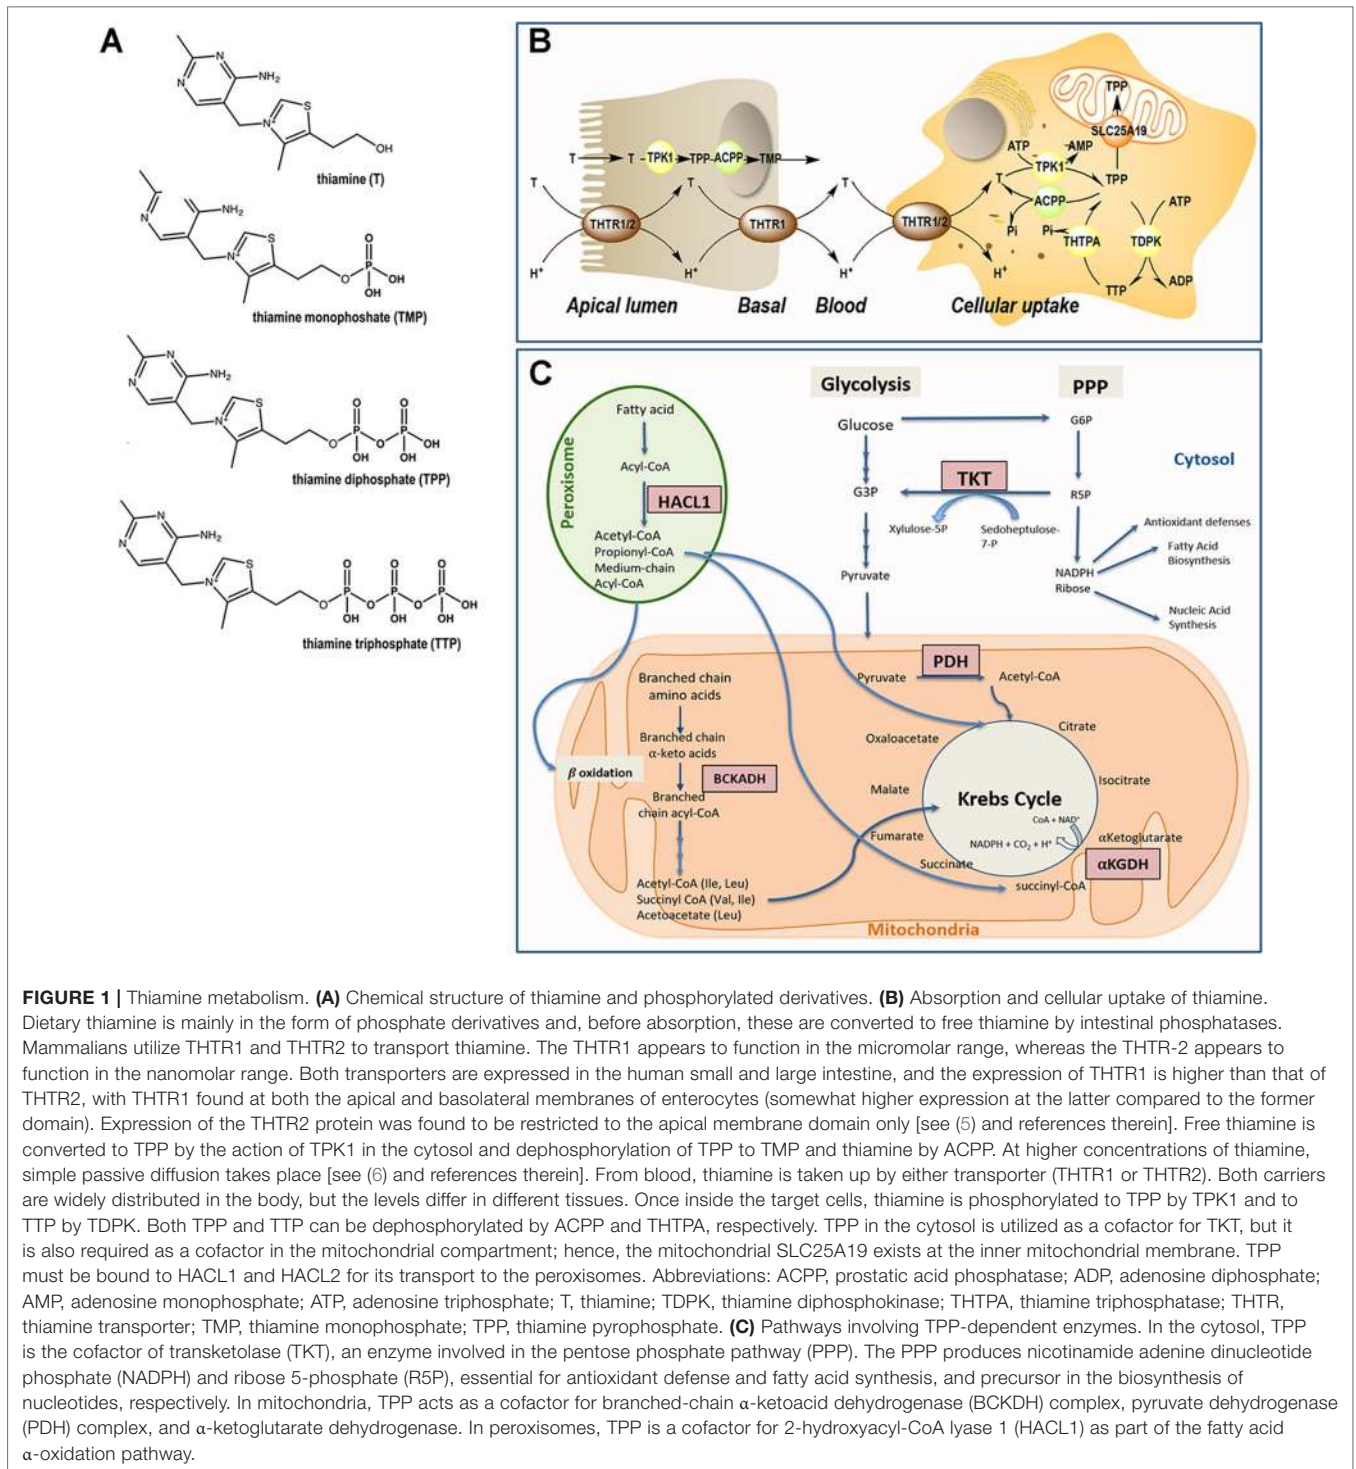 A
N
N
NH2
N+
S
OH
thiamine (T)
N
NH2
N+
S
O
O
P
OH
OH
thiamine monophoshate (TMP)
N
N
NH2
N+
S
O
O
P
OH
O
O
P
OH
OH
thiamine diphosphate (TPP)
N
N
NH2
N+
S
O
O
P
OH
O
O
P
OH
O
O
P
OH
OH
thiamine triphosphate (TTP)
B
T
T
TPK1
TPP
ACPP
TMP
T
T
T
THTR1/2
THTR1
THTR1/2
H+
H+
H+
H+
TPP
SLC25A19
ATP
AMP
TPK1
T
TPP
ACPP
ATP
Pi
Pi
THTPA
TDPK
TTP
ADP
Apical lumen
Basal
Blood
Cellular uptake
C
Peroxisome
Fatty acid
Acyl-CoA
HACL1
Acetyl-CoA
Propionyl-CoA
Medium-chain
Acyl-CoA
Glycolysis
PPP
Glucose
G6P
Cytosol
TKT
G3P
R5P
Xylulose-5P
Sedoheptulose-
7-P
Antioxidant defenses
Fatty Acid
Biosynthesis
Pyruvate
NADPH
Ribose
Nucleic Acid
Synthesis
PDH
Pyruvate
Acetyl-CoA
Branched chain
amino acids
Branched chain
α-keto acids
β oxidation
BCKADH
Branched
chain acyl-CoA
Acetyl-CoA (Ile, Leu)
Succinyl CoA (Val, Ile)
Acetoacetate (Leu)
Oxaloacetate
Citrate
Malate
Isocitrate
Krebs Cycle
CoA + NAD+
NADPH + CO2 + H+
Fumarate
αKetoglutarate
Succinate
αKGDH
succinyl-CoA
Mitochondria
FIGURE 1 | Thiamine metabolism. (A) Chemical structure of thiamine and phosphorylated derivatives. (B) Absorption and cellular uptake of thiamine.
Dietary thiamine is mainly in the form of phosphate derivatives and, before absorption, these are converted to free thiamine by intestinal phosphatases.
Mammalians utilize THTR1 and THTR2 to transport thiamine. The THTR1 appears to function in the micromolar range, whereas the THTR-2 appears to
function in the nanomolar range. Both transporters are expressed in the human small and large intestine, and the expression of THTR1 is higher than that of
THTR2, with THTR1 found at both the apical and basolateral membranes of enterocytes (somewhat higher expression at the latter compared to the former
domain). Expression of the THTR2 protein was found to be restricted to the apical membrane domain only [see (5) and references therein]. Free thiamine is
converted to TPP by the action of TPK1 in the cytosol and dephosphorylation of TPP to TMP and thiamine by ACPP. At higher concentrations of thiamine,
simple passive diffusion takes place [see (6) and references therein]. From blood, thiamine is taken up by either transporter (THTR1 or THTR2). Both carriers
are widely distributed in the body, but the levels differ in different tissues. Once inside the target cells, thiamine is phosphorylated to TPP by TPK1 and to
TTP by TDPK. Both TPP and TTP can be dephosphorylated by ACPP and THTPA, respectively. TPP in the cytosol is utilized as a cofactor for TKT, but it
is also required as a cofactor in the mitochondrial compartment; hence, the mitochondrial SLC25A19 exists at the inner mitochondrial membrane. TPP
must be bound to HACL1 and HACL2 for its transport to the peroxisomes. Abbreviations: ACPP, prostatic acid phosphatase; ADP, adenosine diphosphate;
AMP, adenosine monophosphate; ATP, adenosine triphosphate; T, thiamine; TDPK, thiamine diphosphokinase; THTPA, thiamine triphosphatase; THTR,
thiamine transporter; TMP, thiamine monophosphate; TPP, thiamine pyrophosphate. (C) Pathways involving TPP-dependent enzymes. In the cytosol, TPP
is the cofactor of transketolase (TKT), an enzyme involved in the pentose phosphate pathway (PPP). The PPP produces nicotinamide adenine dinucleotide
phosphate (NADPH) and ribose 5-phosphate (R5P), essential for antioxidant defense and fatty acid synthesis, and precursor in the biosynthesis of
nucleotides, respectively. In mitochondria, TPP acts as a cofactor for branched-chain α-ketoacid dehydrogenase (BCKDH) complex, pyruvate dehydrogenase
(PDH) complex, and α-ketoglutarate dehydrogenase. In peroxisomes, TPP is a cofactor for 2-hydroxyacyl-CoA lyase 1 (HACL1) as part of the fatty acid
α-oxidation pathway.